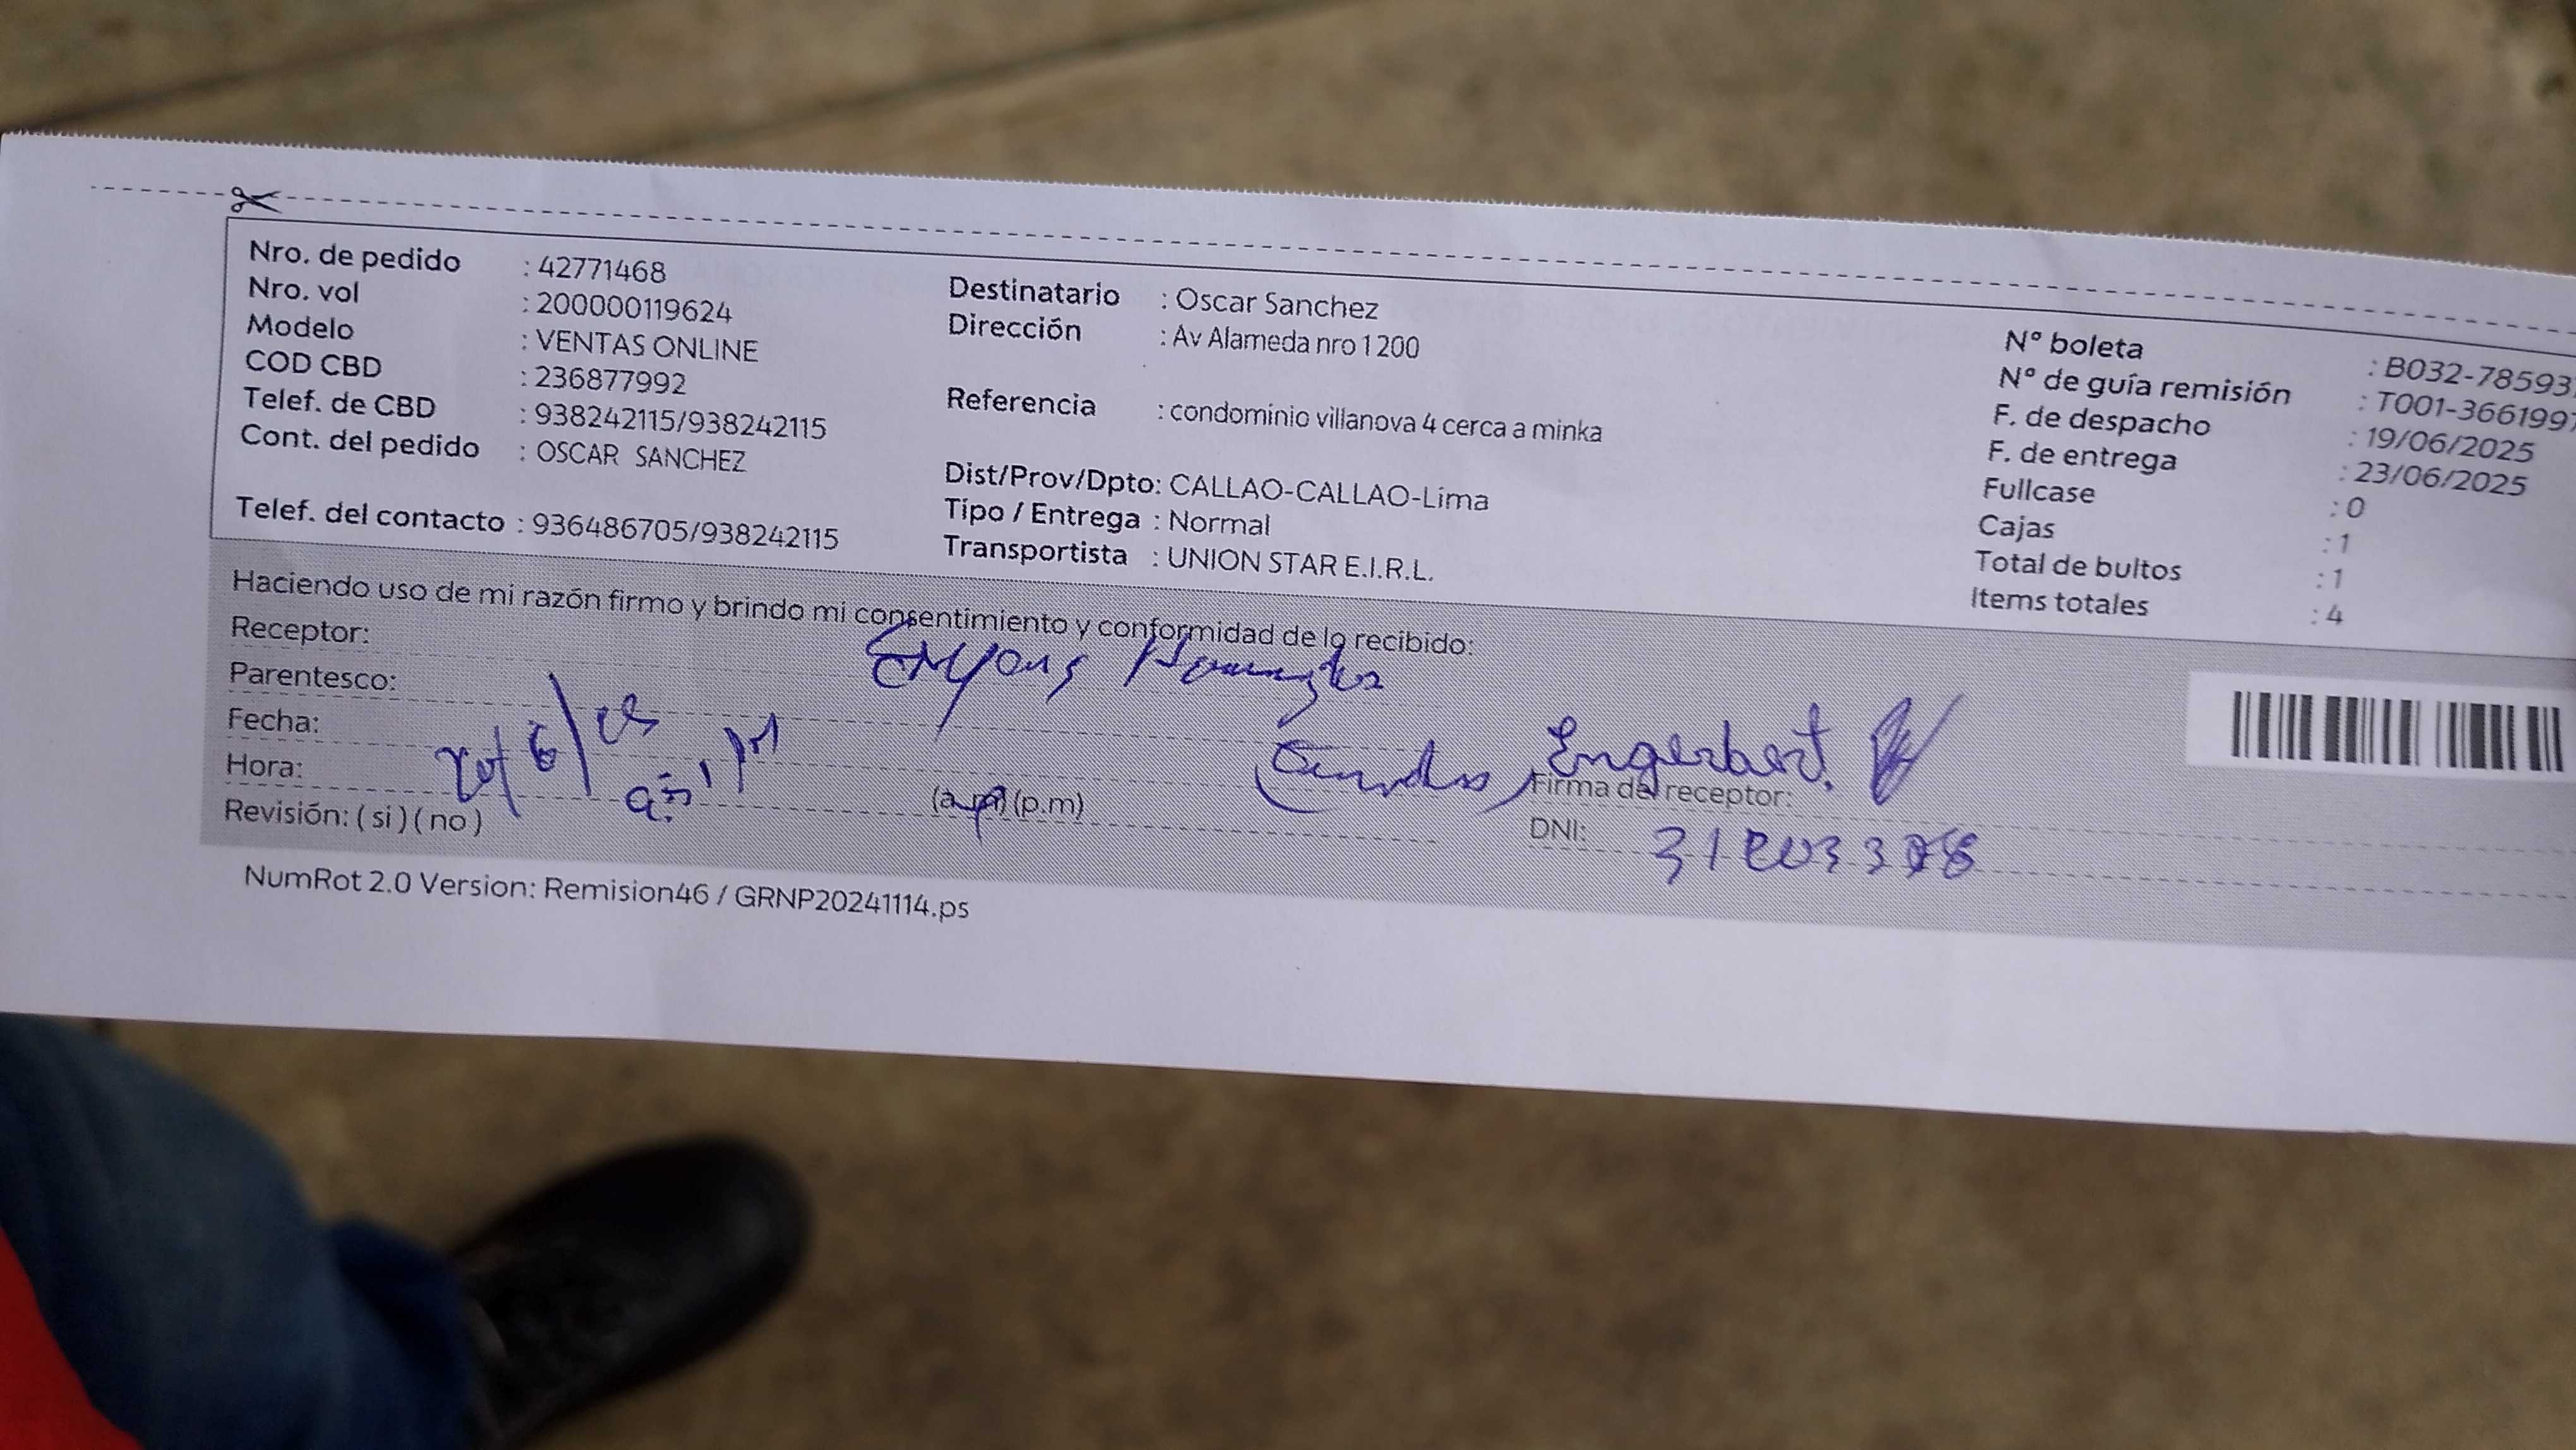 Nro. de pedido : 42771468
Nro. vol : 200000119624
Modelo : VENTAS ONLINE
COD CBD : 236877992
Telef. de CBD : 938242115/938242115
Cont. del pedido : OSCAR SANCHEZ
Telef. del contacto : 936486705/938242115
Destinatario : Oscar Sanchez
Dirección : Av Alameda nro 1200
Referencia : condominio villanova 4 cerca a minka
Dist/Prov/Dpto: CALLAO-CALLAO-Lima
Tipo / Entrega : Normal
Transportista : UNION STAR E.I.R.L.
N° boleta : B032-78593
N° de guía remisión : T001-366199
F. de despacho : 19/06/2025
F. de entrega : 23/06/2025
Fullcase : 0
Cajas : 1
Total de bultos : 1
Items totales : 4
Haciendo uso de mi razón firmo y brindo mi consentimiento y conformidad de lo recibido:
Receptor:
Parentesco:
Fecha:
Hora: (a.m) (p.m)
Revisión: ( si ) ( no )
Engerbert.
Firma del receptor:
DNI:
NumRot 2.0 Version: Remision46 / GRNP20241114.ps